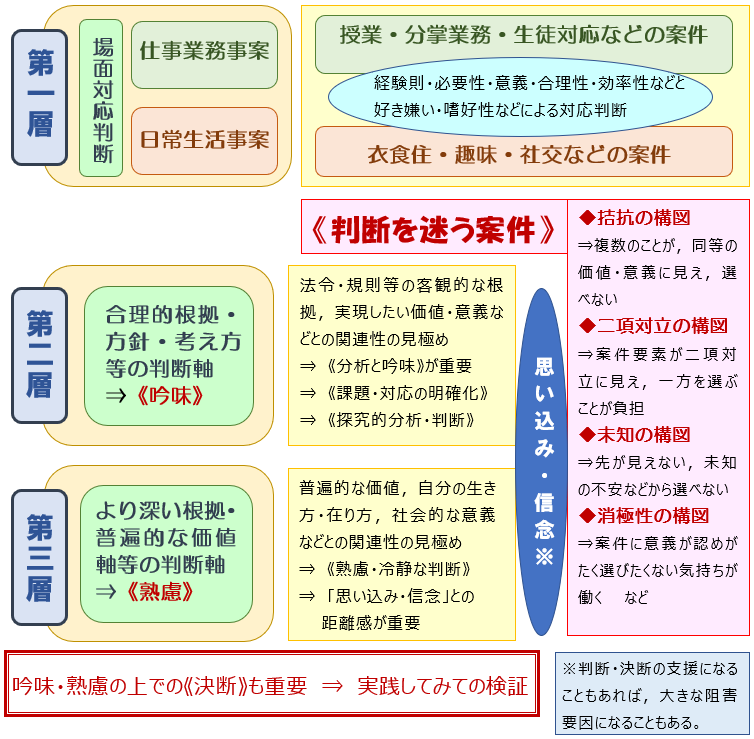 第一層
場面対応判断
仕事業務事案
日常生活事案
授業・分掌業務・生徒対応などの案件
経験則・必要性・意義・合理性・効率性などと
好き嫌い・嗜好性などによる対応判断
衣食住・趣味・社交などの案件
《判断を迷う案件》
◆拮抗の構図
⇒複数のことが，同等の
価値・意義に見え，選
べない
◆二項対立の構図
⇒案件要素が二項対
立に見え，一方を選ぶ
ことが負担
◆未知の構図
⇒先が見えない，未知
の不安などから選べない
◆消極性の構図
⇒案件に意義が認めが
たく選びたくない気持ちが
働く　など
第二層
合理的根拠・
方針・考え方
等の判断軸
⇒《吟味》
法令・規則等の客観的な根
拠，実現したい価値・意義な
どとの関連性の見極め
⇒《分析と吟味》が重要
⇒《課題・対応の明確化》
⇒《探究的分析・判断》
思い込み・信念※
第三層
より深い根拠・
普遍的な価値
軸等の判断軸
⇒《熟慮》
普遍的な価値，自分の生き
方・在り方，社会的な意義
などとの関連性の見極め
⇒《熟慮・冷静な判断》
⇒「思い込み・信念」との
距離感が重要
吟味・熟慮の上での《決断》も重要　⇒　実践してみての検証
※判断・決断の支援になる
こともあれば，大きな阻害
要因になることもある。